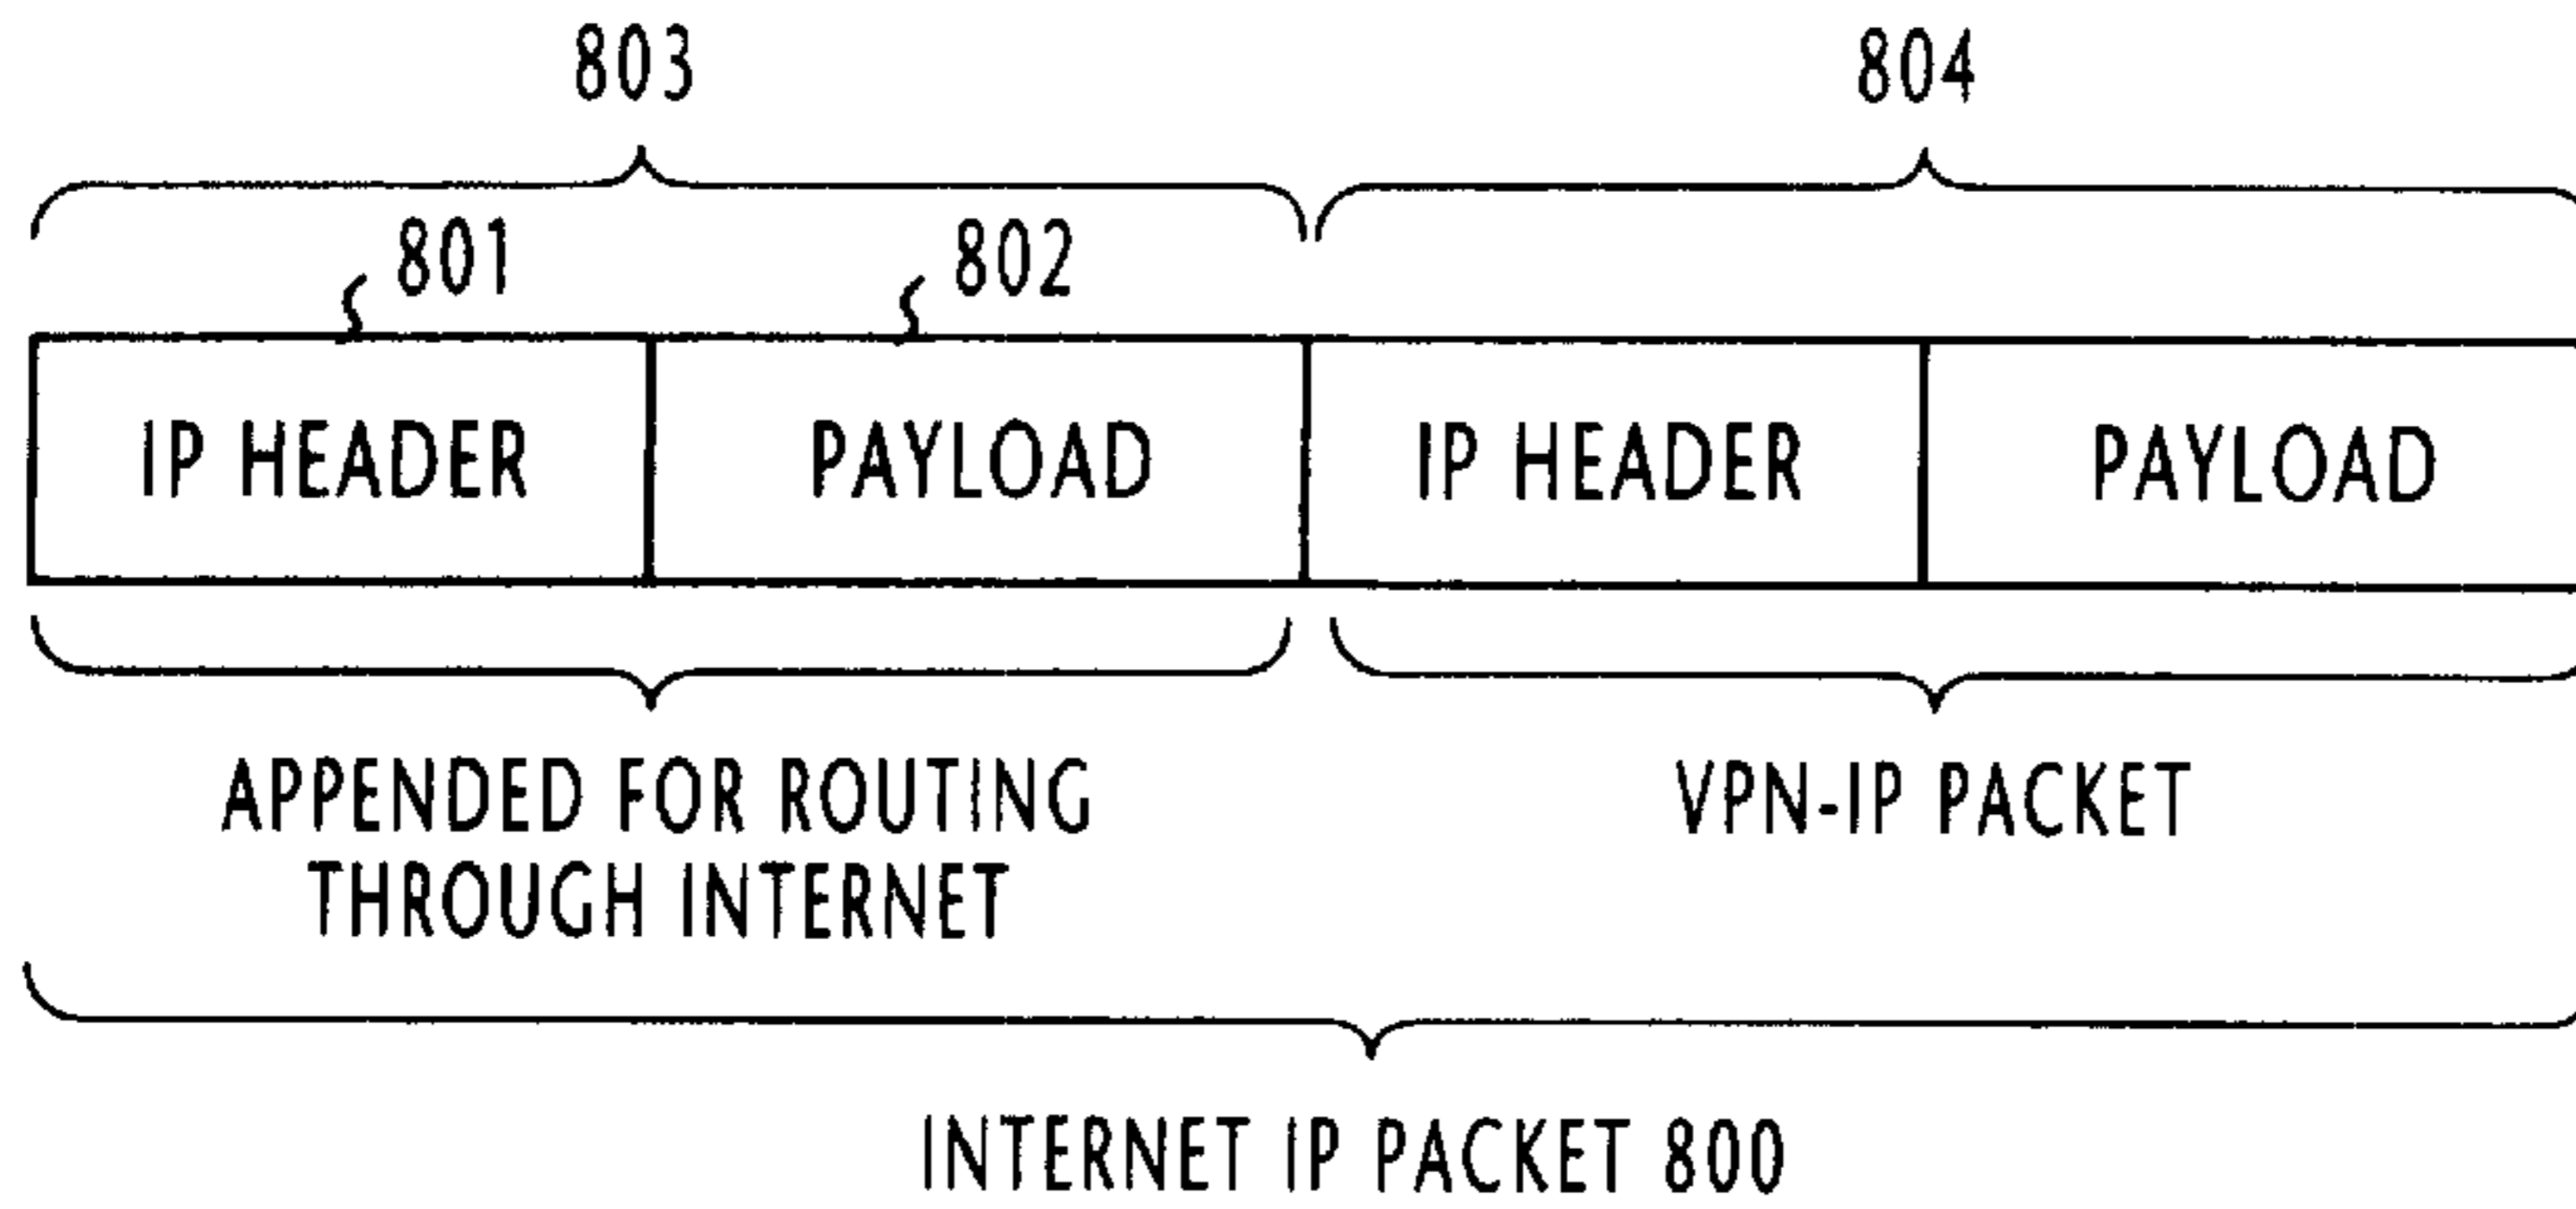 803
804
801
802
IP HEADER
PAYLOAD
IP HEADER
PAYLOAD
APPENDED FOR ROUTING
THROUGH INTERNET
VPN-IP PACKET
INTERNET IP PACKET 800